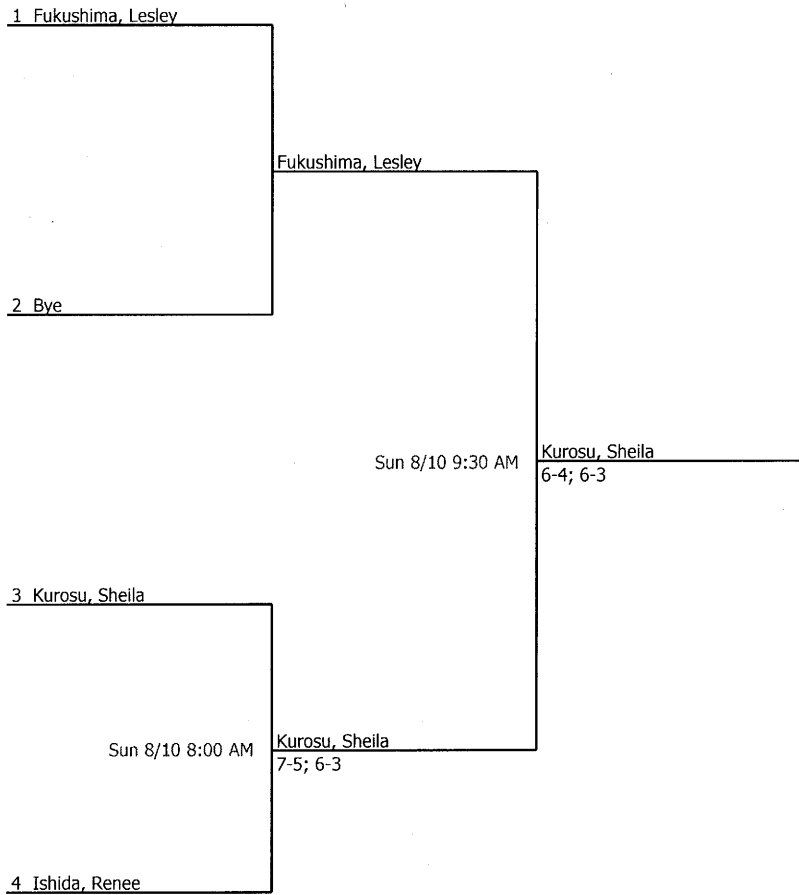 1 Fukushima, Lesley
Fukushima, Lesley
2 Bye
Sun 8/10 9:30 AM
Kurosu, Sheila
6-4; 6-3
3 Kurosu, Sheila
Sun 8/10 8:00 AM
Kurosu, Sheila
7-5; 6-3
4 Ishida, Renee